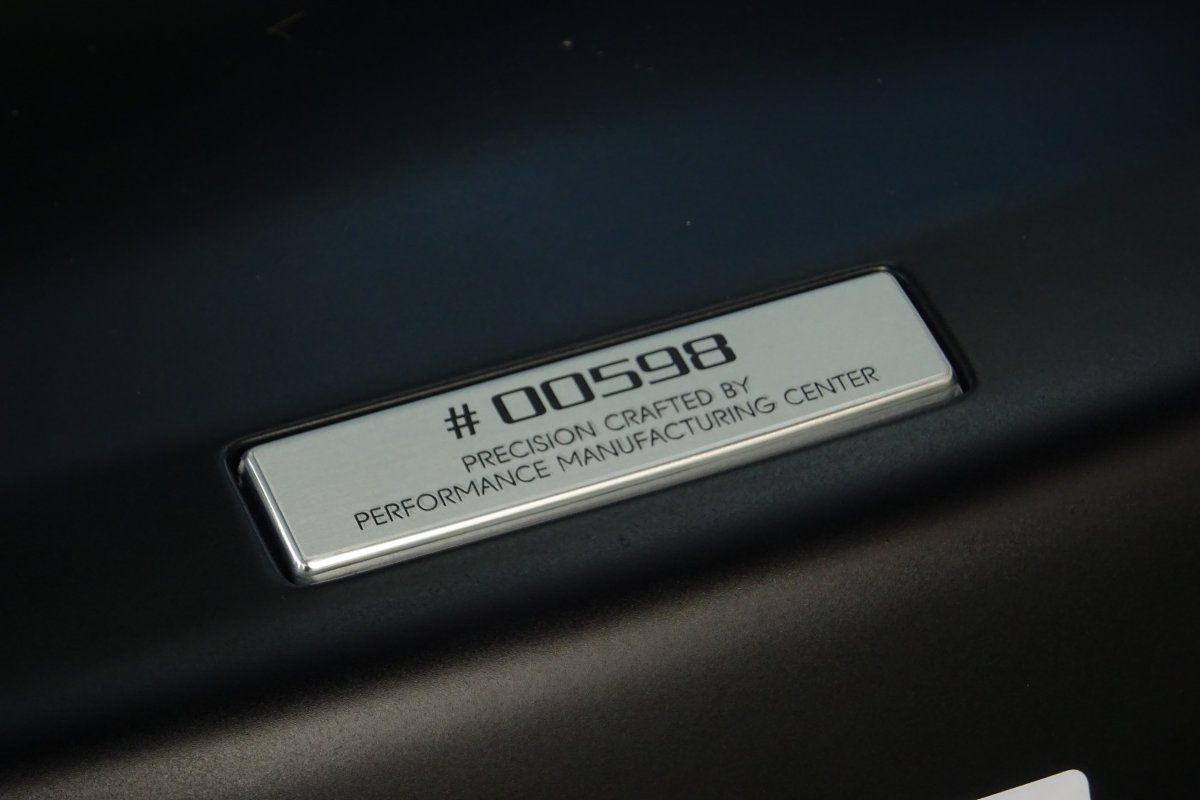 # 00598
PRECISION CRAFTED BY
PERFORMANCE MANUFACTURING CENTER